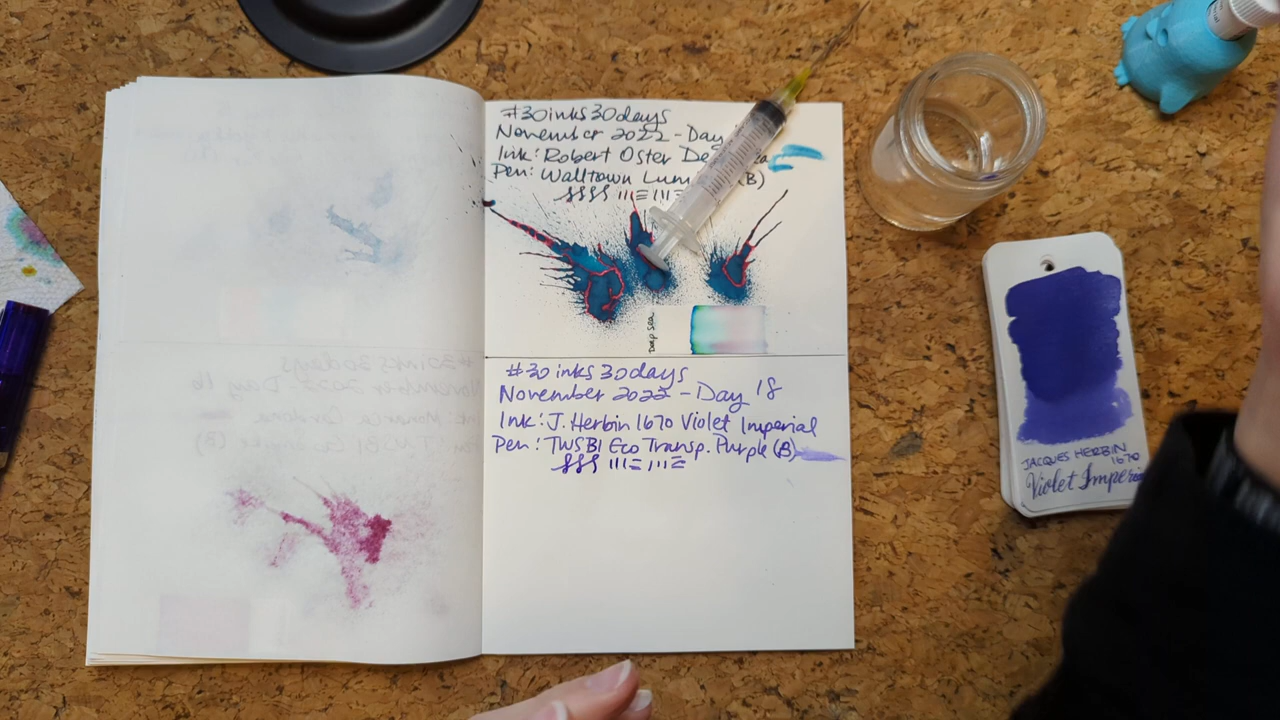 #30inks30days
November 2022 - Day
Ink: Robert Oster De Sea
Pen: Walltown Lum (B)
Deep Sea
#30inks30days
November 2022 - Day 18
Ink: J. Herbin 1670 Violet Imperial
Pen: TWSBI Eco Transp. Purple (B)
JACQUES HERBIN
1670
Violet Imperial